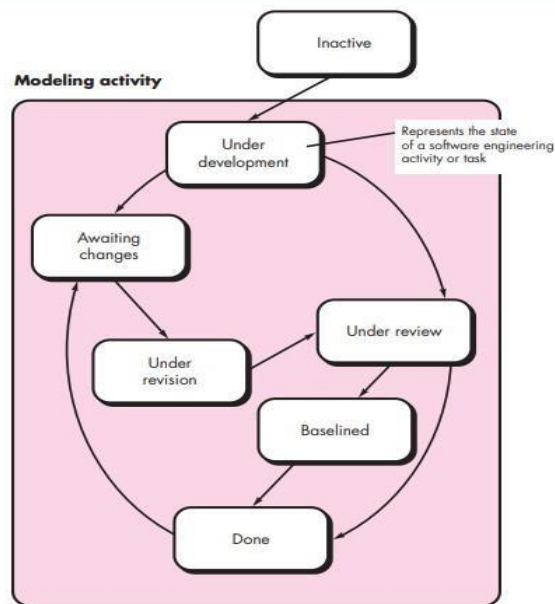 Inactive
Modeling activity
Under
development
Represents the state
of a software engineering
activity or task
Awaiting
changes
Under review
Under
revision
Baselined
Done